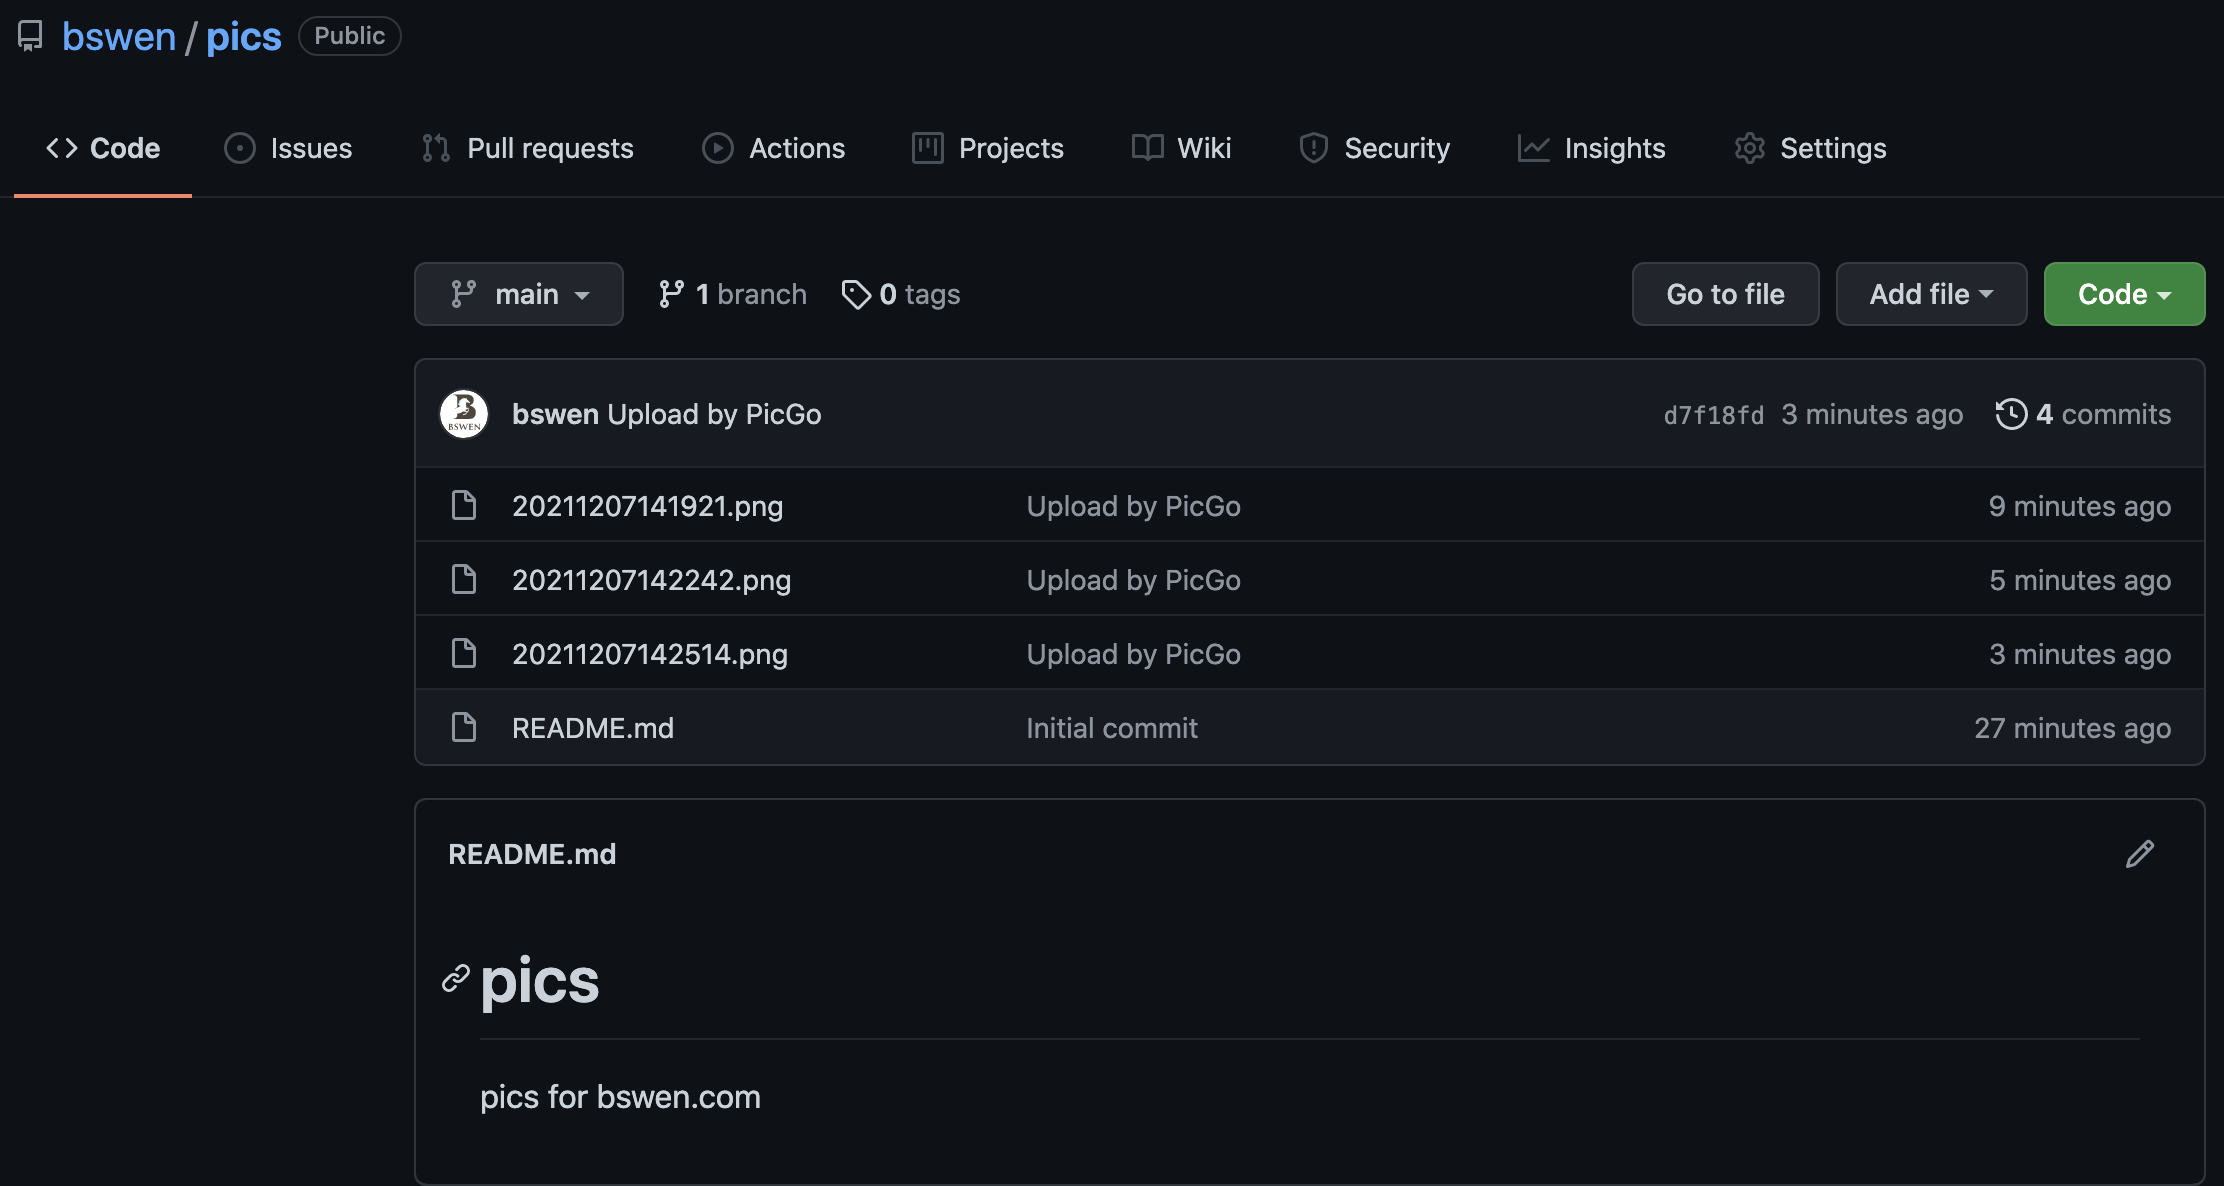 bswen / pics Public
Code Issues Pull requests Actions Projects Wiki Security Insights Settings
main 1 branch 0 tags Go to file Add file Code
BSWEN bswen Upload by PicGo d7f18fd 3 minutes ago 4 commits
20211207141921.png Upload by PicGo 9 minutes ago
20211207142242.png Upload by PicGo 5 minutes ago
20211207142514.png Upload by PicGo 3 minutes ago
README.md Initial commit 27 minutes ago
README.md
pics
pics for bswen.com